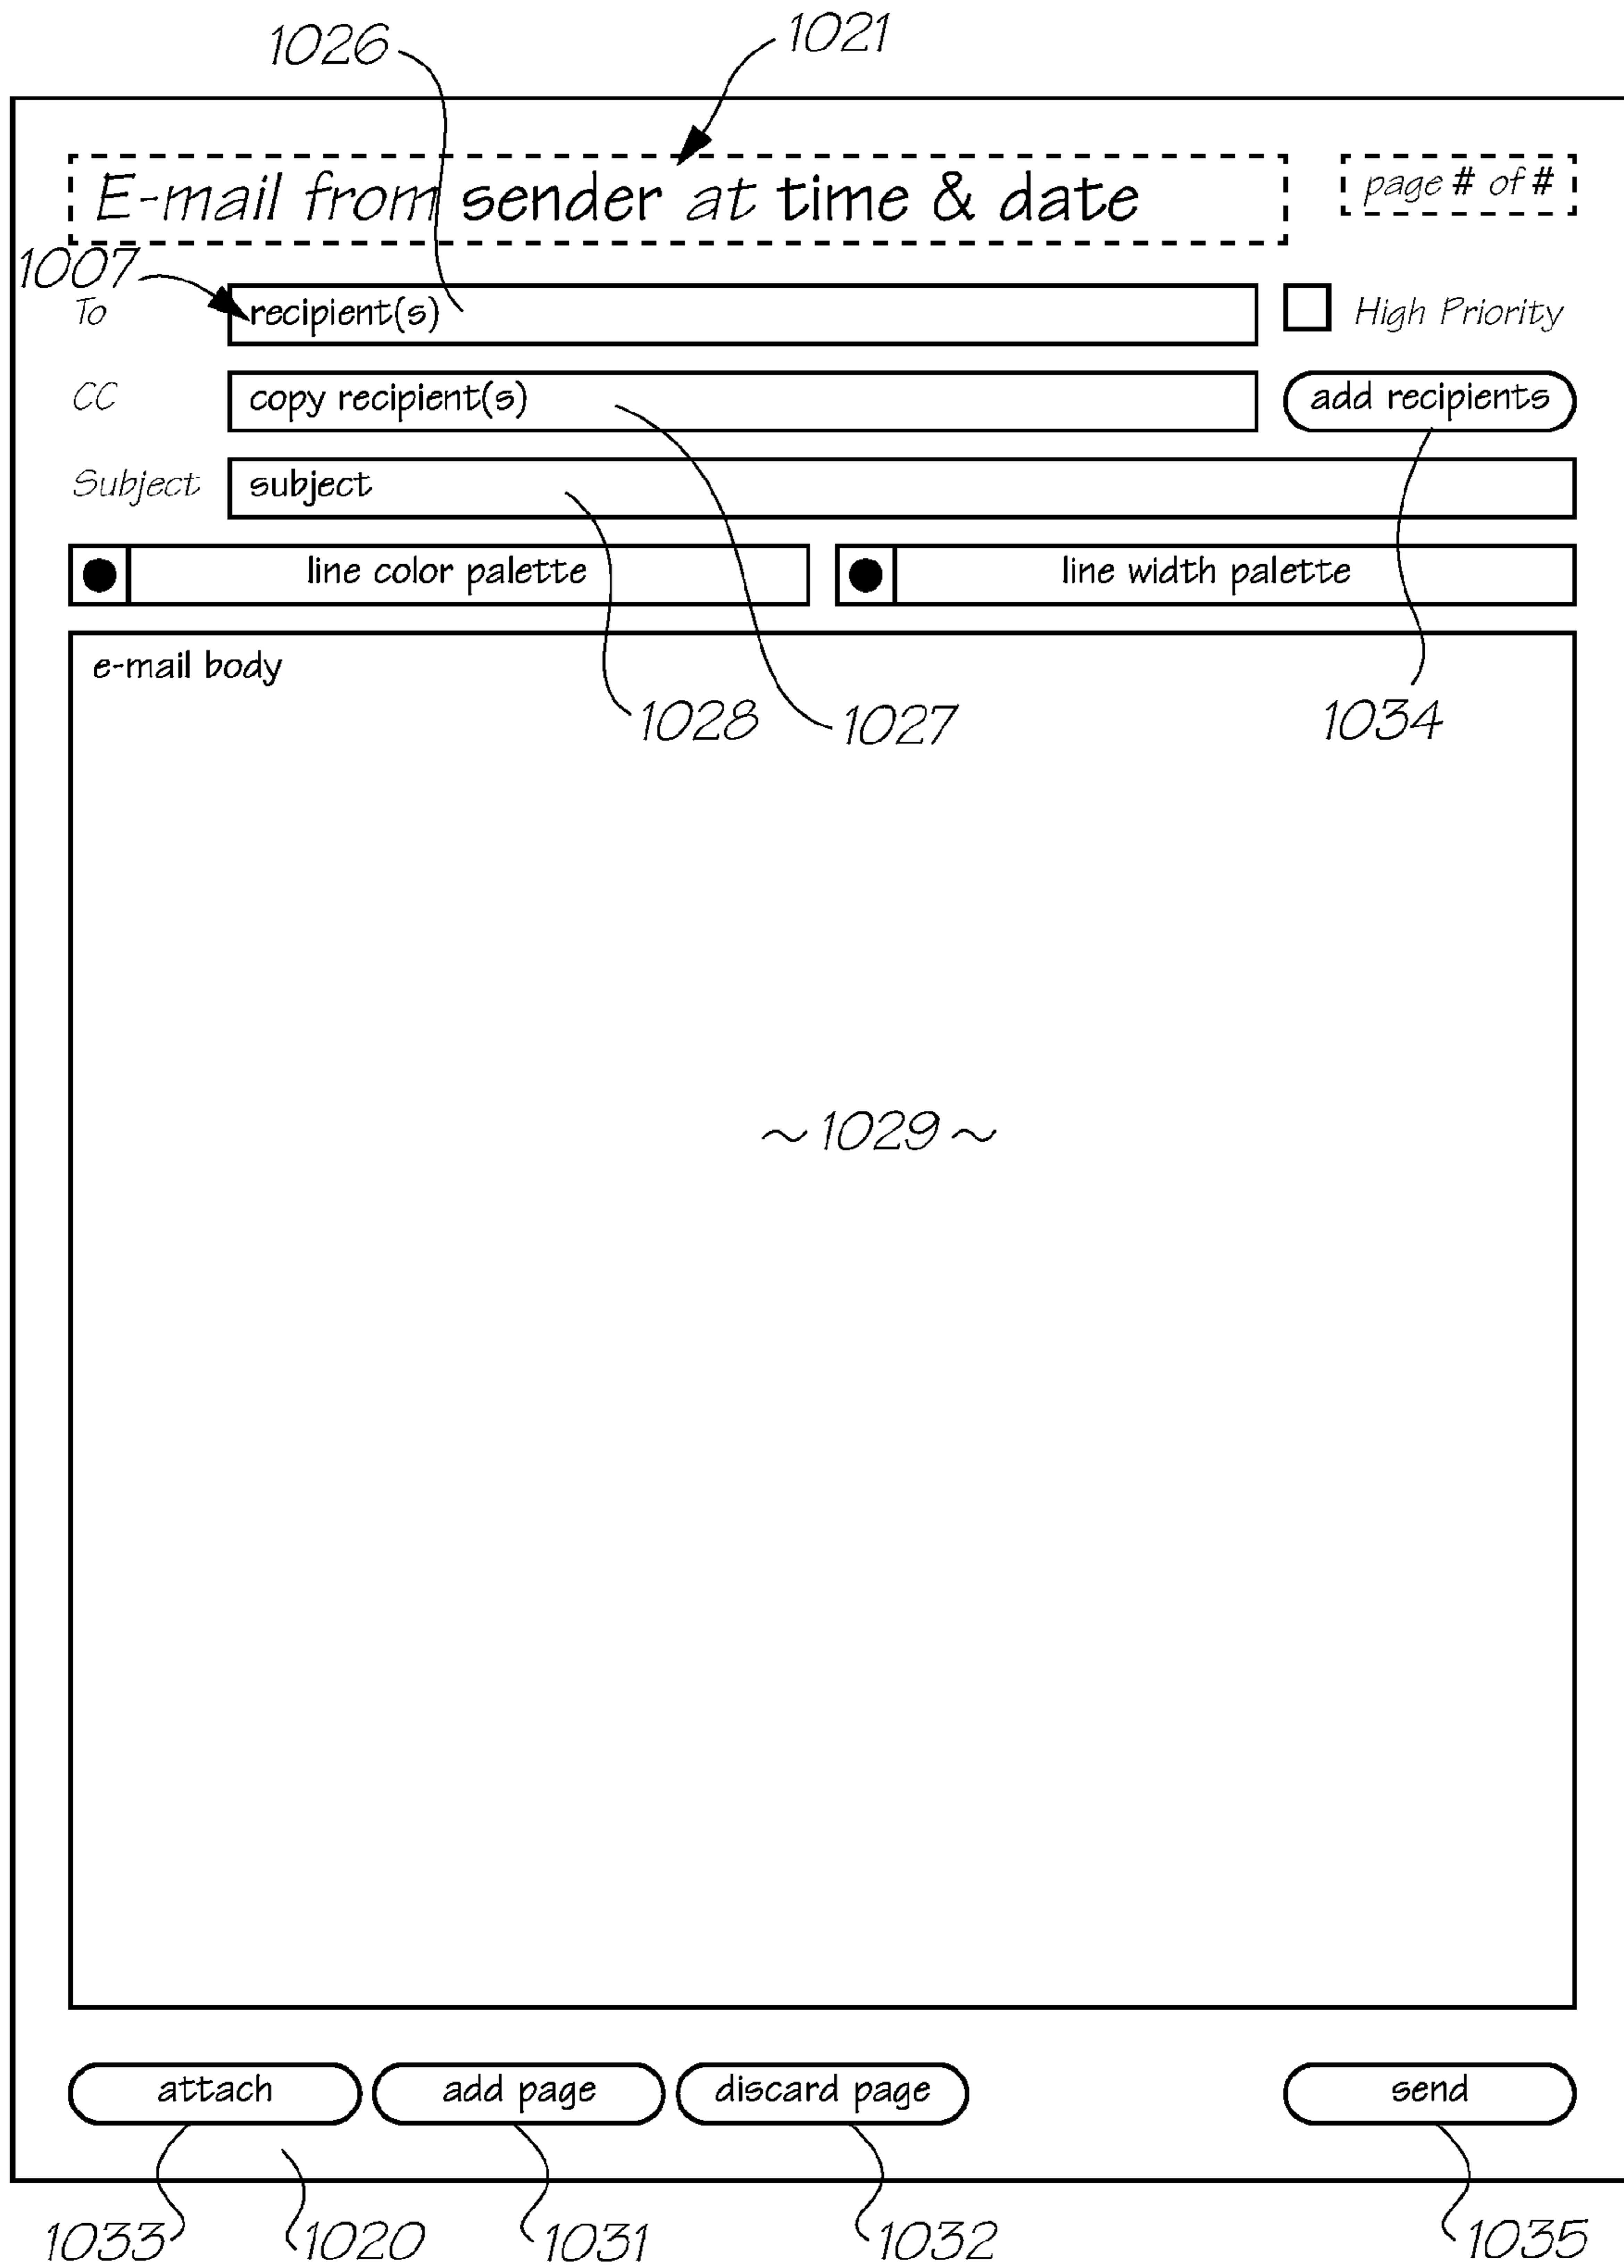 1026 1021
E-mail from sender at time & date page # of #
1007
To recipient(s) High Priority
CC copy recipient(s) add recipients
Subject subject
line color palette line width palette
e-mail body
1028 1027 1034
~1029~
attach add page discard page send
1033 1020 1031 1032 1035